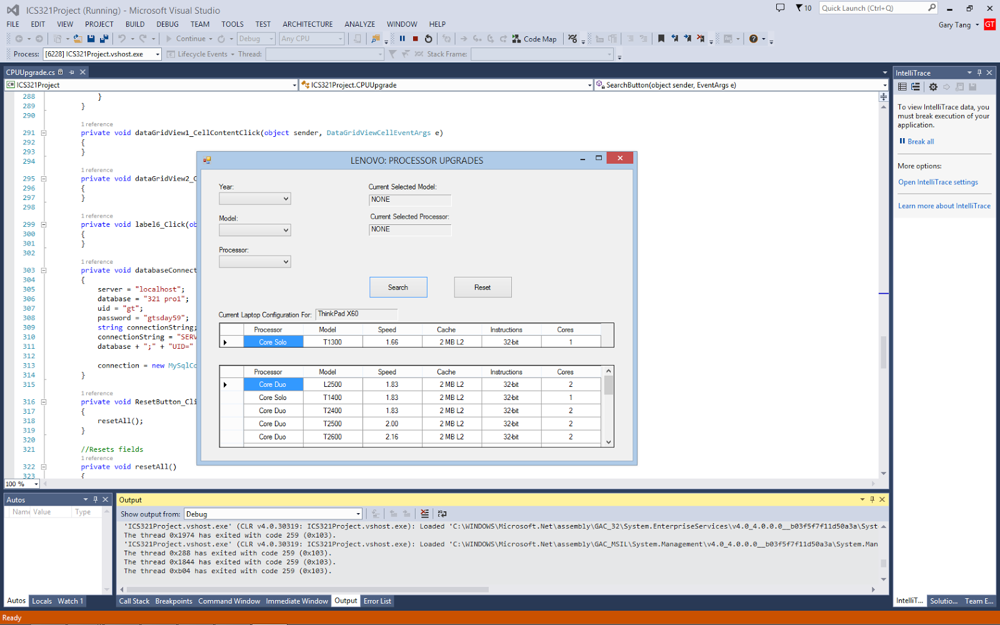 ICS321Project (Running) - Microsoft Visual Studio
10
Quick Launch (Ctrl+Q)
FILE EDIT VIEW PROJECT BUILD DEBUG TEAM TOOLS TEST ARCHITECTURE ANALYZE WINDOW HELP
Gary Tang GT
Continue Debug Any CPU Code Map
Process: [6228] ICS321Project.vshost.exe Lifecycle Events Thread: Stack Frame:
CPUUpgrade.cs
C# ICS321Project
ICS321Project.CPUUpgrade
SearchButton(object sender, EventArgs e)
288 }
289 }
290
1 reference
291 private void dataGridView1_CellContentClick(object sender, DataGridViewCellEventArgs e)
292 {
293 }
294
1 reference
295 private void dataGridView2_C
296 {
297 }
298
1 reference
299 private void label6_Click(ob
300 {
301 }
302
1 reference
303 private void databaseConnect
304 {
305 server = "localhost";
306 database = "321 pro1";
307 uid = "gt";
308 password = "gtsday59";
309 string connectionString;
310 connectionString = "SERV
311 database + ";" + "UID="
312
313 connection = new MySqlCo
314 }
315
1 reference
316 private void ResetButton_Cli
317 {
318 resetAll();
319 }
320
321 //Resets fields
1 reference
322 private void resetAll()
323 {
100 %
LENOVO: PROCESSOR UPGRADES
Year:
Current Selected Model:
NONE
Model:
Current Selected Processor:
NONE
Processor:
Search
Reset
Current Laptop Configuration For: ThinkPad X60
Processor Model Speed Cache Instructions Cores
Core Solo T1300 1.66 2 MB L2 32-bit 1
Processor Model Speed Cache Instructions Cores
Core Duo L2500 1.83 2 MB L2 32-bit 2
Core Solo T1400 1.83 2 MB L2 32-bit 1
Core Duo T2400 1.83 2 MB L2 32-bit 2
Core Duo T2500 2.00 2 MB L2 32-bit 2
Core Duo T2600 2.16 2 MB L2 32-bit 2
IntelliTrace
To view IntelliTrace data, you
must break execution of your
application.
Break all
More options:
Open IntelliTrace settings
Learn more about IntelliTrace
Autos
Name Value Type
Autos Locals Watch 1
Output
Show output from: Debug
'ICS321Project.vshost.exe' (CLR v4.0.30319: ICS321Project.vshost.exe): Loaded 'C:\WINDOWS\Microsoft.Net\assembly\GAC_32\System.EnterpriseServices\v4.0_4.0.0.0__b03f5f7f11d50a3a\Syst
The thread 0x1974 has exited with code 259 (0x103).
'ICS321Project.vshost.exe' (CLR v4.0.30319: ICS321Project.vshost.exe): Loaded 'C:\WINDOWS\Microsoft.Net\assembly\GAC_MSIL\System.Management\v4.0_4.0.0.0__b03f5f7f11d50a3a\System.Man
The thread 0x288 has exited with code 259 (0x103).
The thread 0x1844 has exited with code 259 (0x103).
The thread 0xb04 has exited with code 259 (0x103).
Call Stack Breakpoints Command Window Immediate Window Output Error List
IntelliT... Solutio... Team E...
Ready